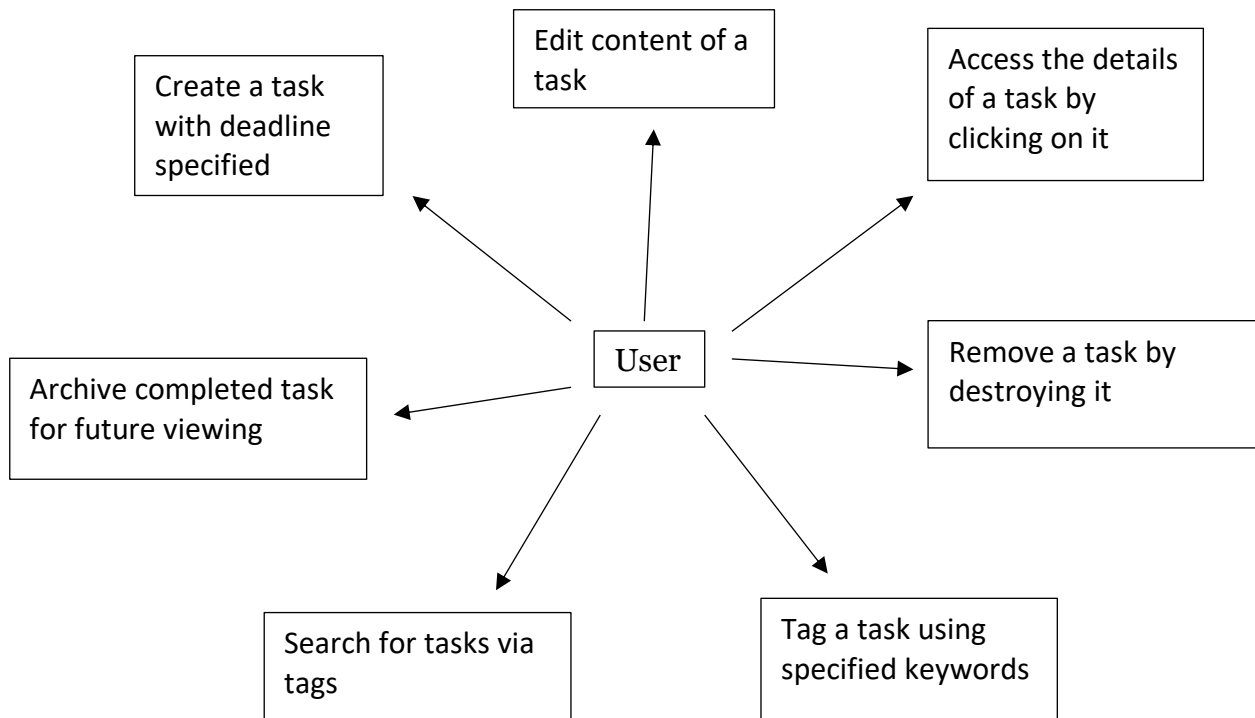 Edit content of a
task
Create a task
with deadline
specified
Access the details
of a task by
clicking on it
User
Archive completed task
for future viewing
Remove a task by
destroying it
Search for tasks via
tags
Tag a task using
specified keywords